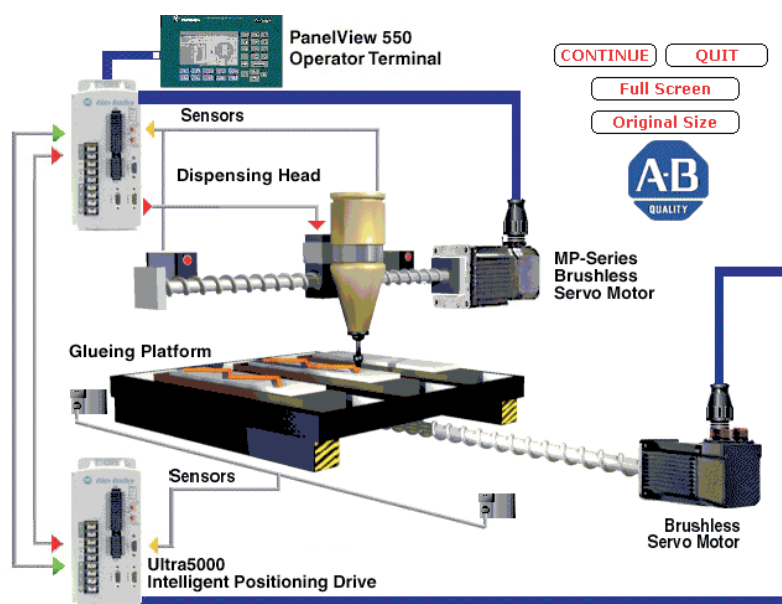 PanelView 550
Operator Terminal
CONTINUE
QUIT
Full Screen
Original Size
Sensors
Dispensing Head
A-B
QUALITY
MP-Series
Brushless
Servo Motor
Glueing Platform
Sensors
Brushless
Servo Motor
Ultra5000
Intelligent Positioning Drive